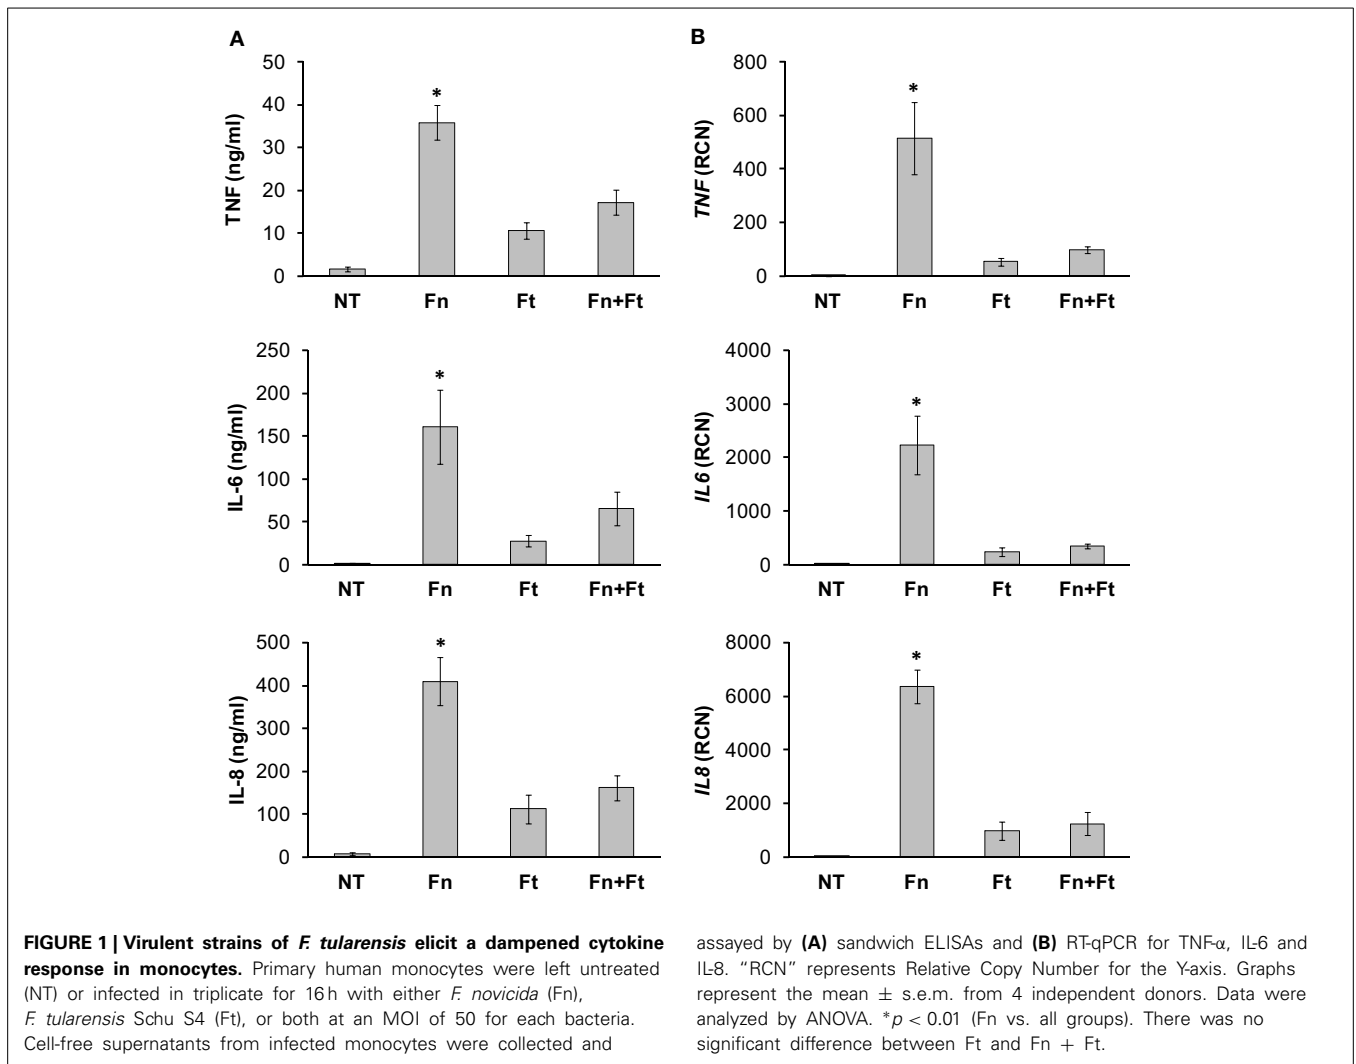 A
TNF (ng/ml)
50
40
30
20
10
0
*
NT Fn Ft Fn+Ft
IL-6 (ng/ml)
250
200
150
100
50
0
*
NT Fn Ft Fn+Ft
IL-8 (ng/ml)
500
400
300
200
100
0
*
NT Fn Ft Fn+Ft
B
TNF (RCN)
800
600
400
200
0
*
NT Fn Ft Fn+Ft
IL6 (RCN)
4000
3000
2000
1000
0
*
NT Fn Ft Fn+Ft
IL8 (RCN)
8000
6000
4000
2000
0
*
NT Fn Ft Fn+Ft
FIGURE 1 | Virulent strains of F. tularensis elicit a dampened cytokine
response in monocytes. Primary human monocytes were left untreated
(NT) or infected in triplicate for 16 h with either F. novicida (Fn),
F. tularensis Schu S4 (Ft), or both at an MOI of 50 for each bacteria.
Cell-free supernatants from infected monocytes were collected and
assayed by (A) sandwich ELISAs and (B) RT-qPCR for TNF-α, IL-6 and
IL-8. “RCN” represents Relative Copy Number for the Y-axis. Graphs
represent the mean ± s.e.m. from 4 independent donors. Data were
analyzed by ANOVA. *p < 0.01 (Fn vs. all groups). There was no
significant difference between Ft and Fn + Ft.